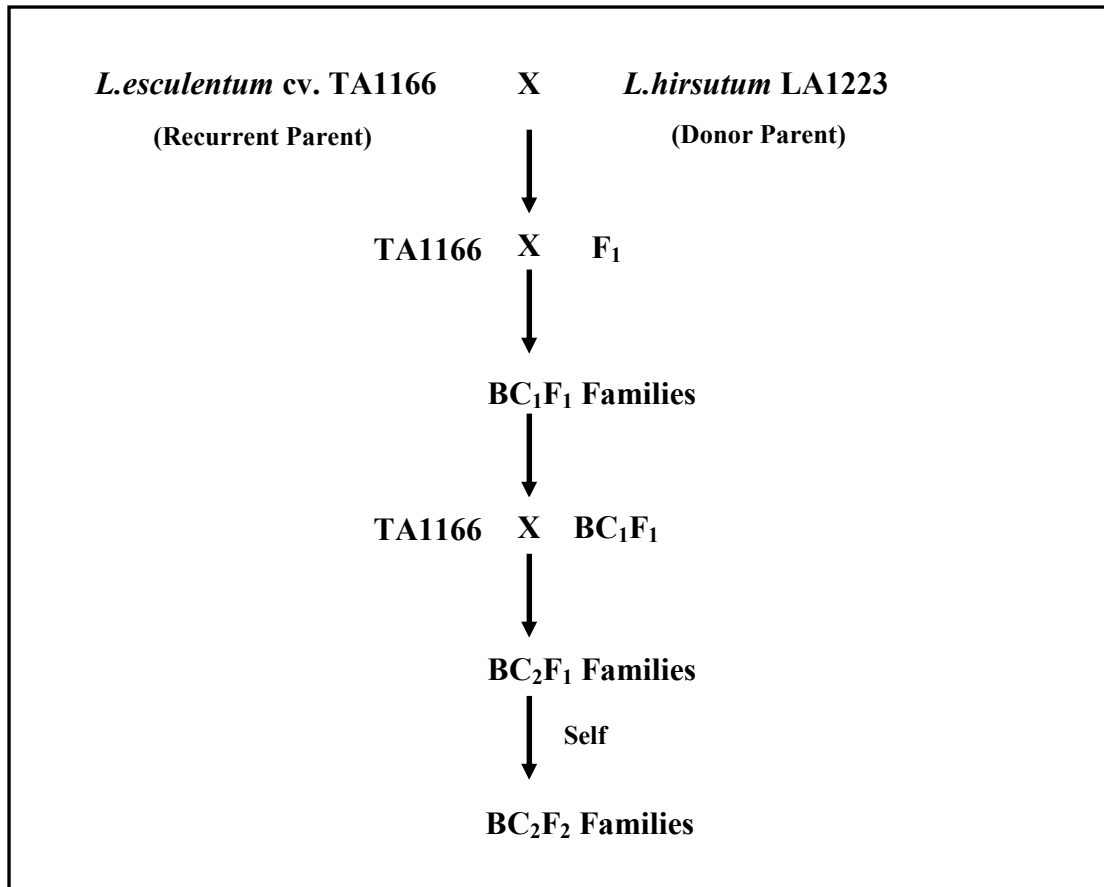 L.esculentum cv. TA1166 X L.hirsutum LA1223
(Recurrent Parent) (Donor Parent)
TA1166 X F₁
BC₁F₁ Families
TA1166 X BC₁F₁
BC₂F₁ Families
Self
BC₂F₂ Families